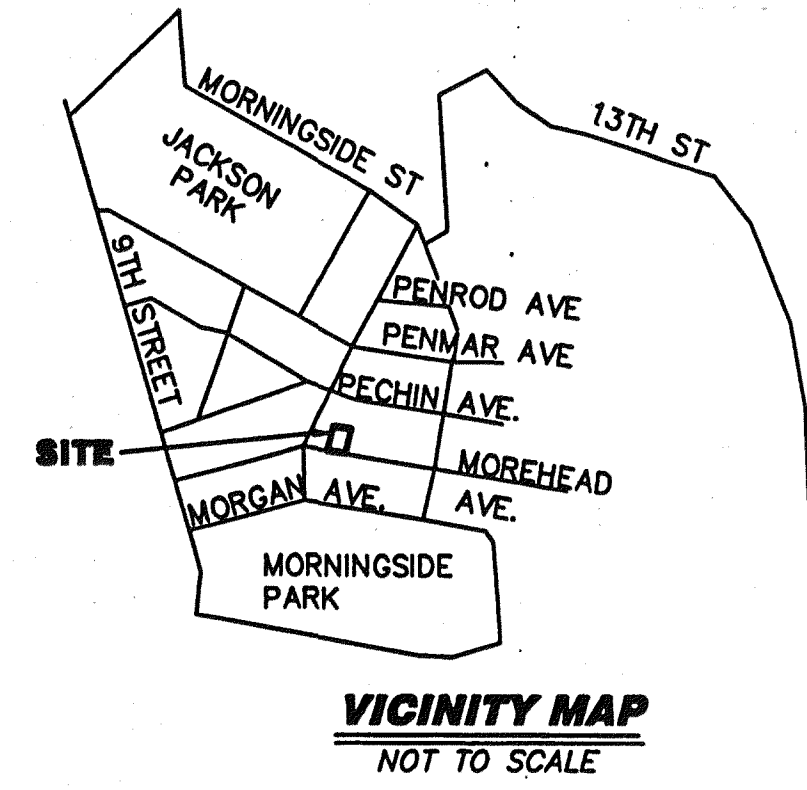 MORNINGSIDE ST
13TH ST
JACKSON
PARK
9TH STREET
PENROD AVE
PENMAR AVE
PECHIN AVE.
SITE
MOREHEAD
AVE.
MORGAN AVE.
MORNINGSIDE
PARK
VICINITY MAP
NOT TO SCALE